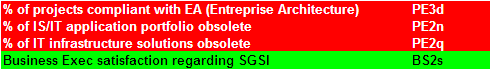 % of projects compliant with EA (Entreprise Architecture) PE3d
% of IS/IT application portfolio obsolete PE2n
% of IT infrastructure solutions obsolete PE2q
Business Exec satisfaction regarding SGSI BS2s